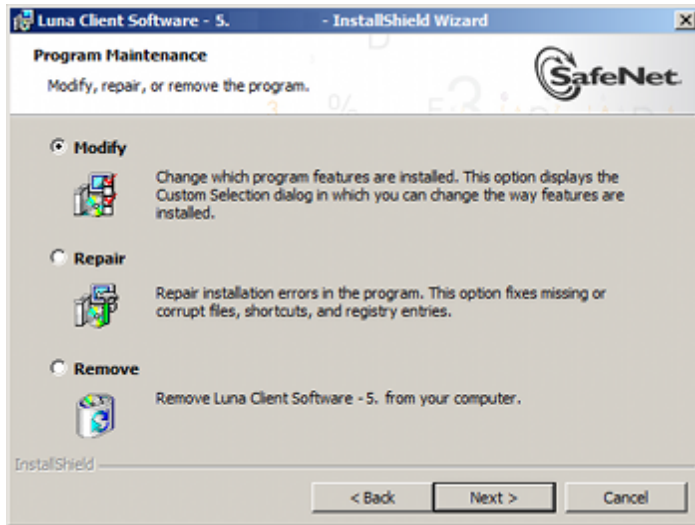 Luna Client Software - 5. - InstallShield Wizard
Program Maintenance
Modify, repair, or remove the program.
SafeNet.
Modify
Change which program features are installed. This option displays the
Custom Selection dialog in which you can change the way features are
installed.
Repair
Repair installation errors in the program. This option fixes missing or
corrupt files, shortcuts, and registry entries.
Remove
Remove Luna Client Software - 5. from your computer.
InstallShield
< Back
Next >
Cancel